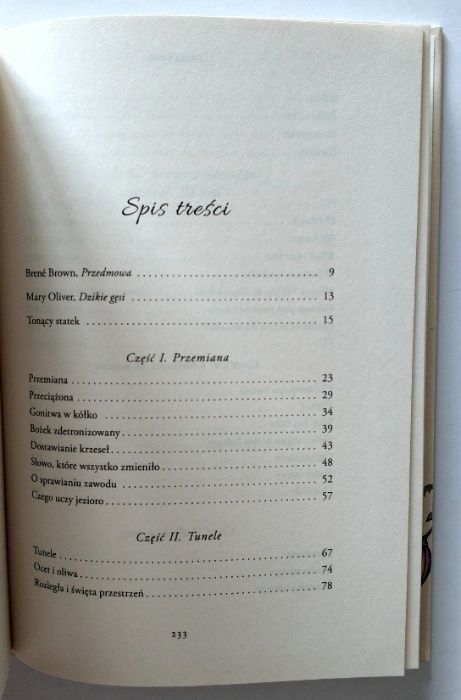 Spis treści
Brené Brown, Przedmowa 9
Mary Oliver, Dzikie gęsi 13
Tonący statek 15
Część I. Przemiana
Przemiana 23
Przeciążona 29
Gonitwa w kółko 34
Bożek zdetronizowany 39
Dostawianie krzeseł 43
Słowo, które wszystko zmieniło 48
O sprawianiu zawodu 52
Czego uczy jezioro 57
Część II. Tunele
Tunele 67
Ocet i oliwa 74
Rozległa i święta przestrzeń 78
233